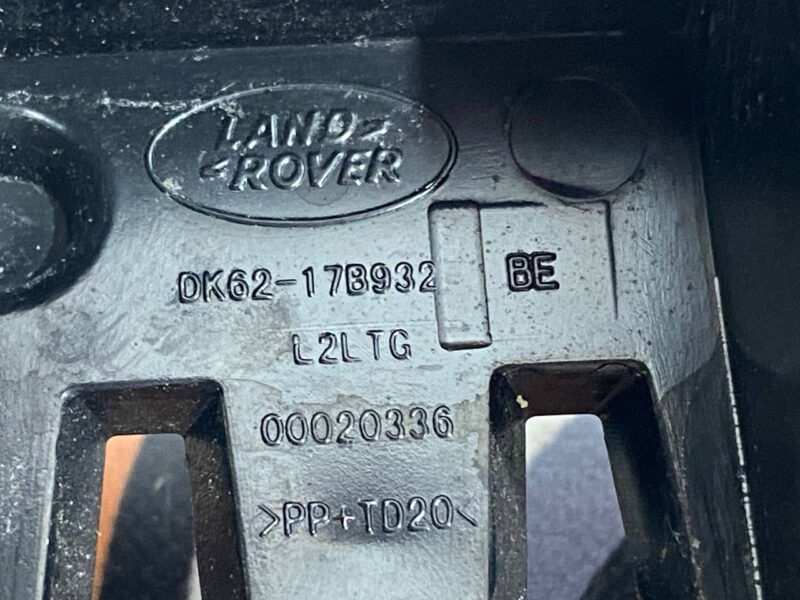 LAND
ROVER
DK62-17B932 BE
L2LTG
00020336
>PP+TD20<